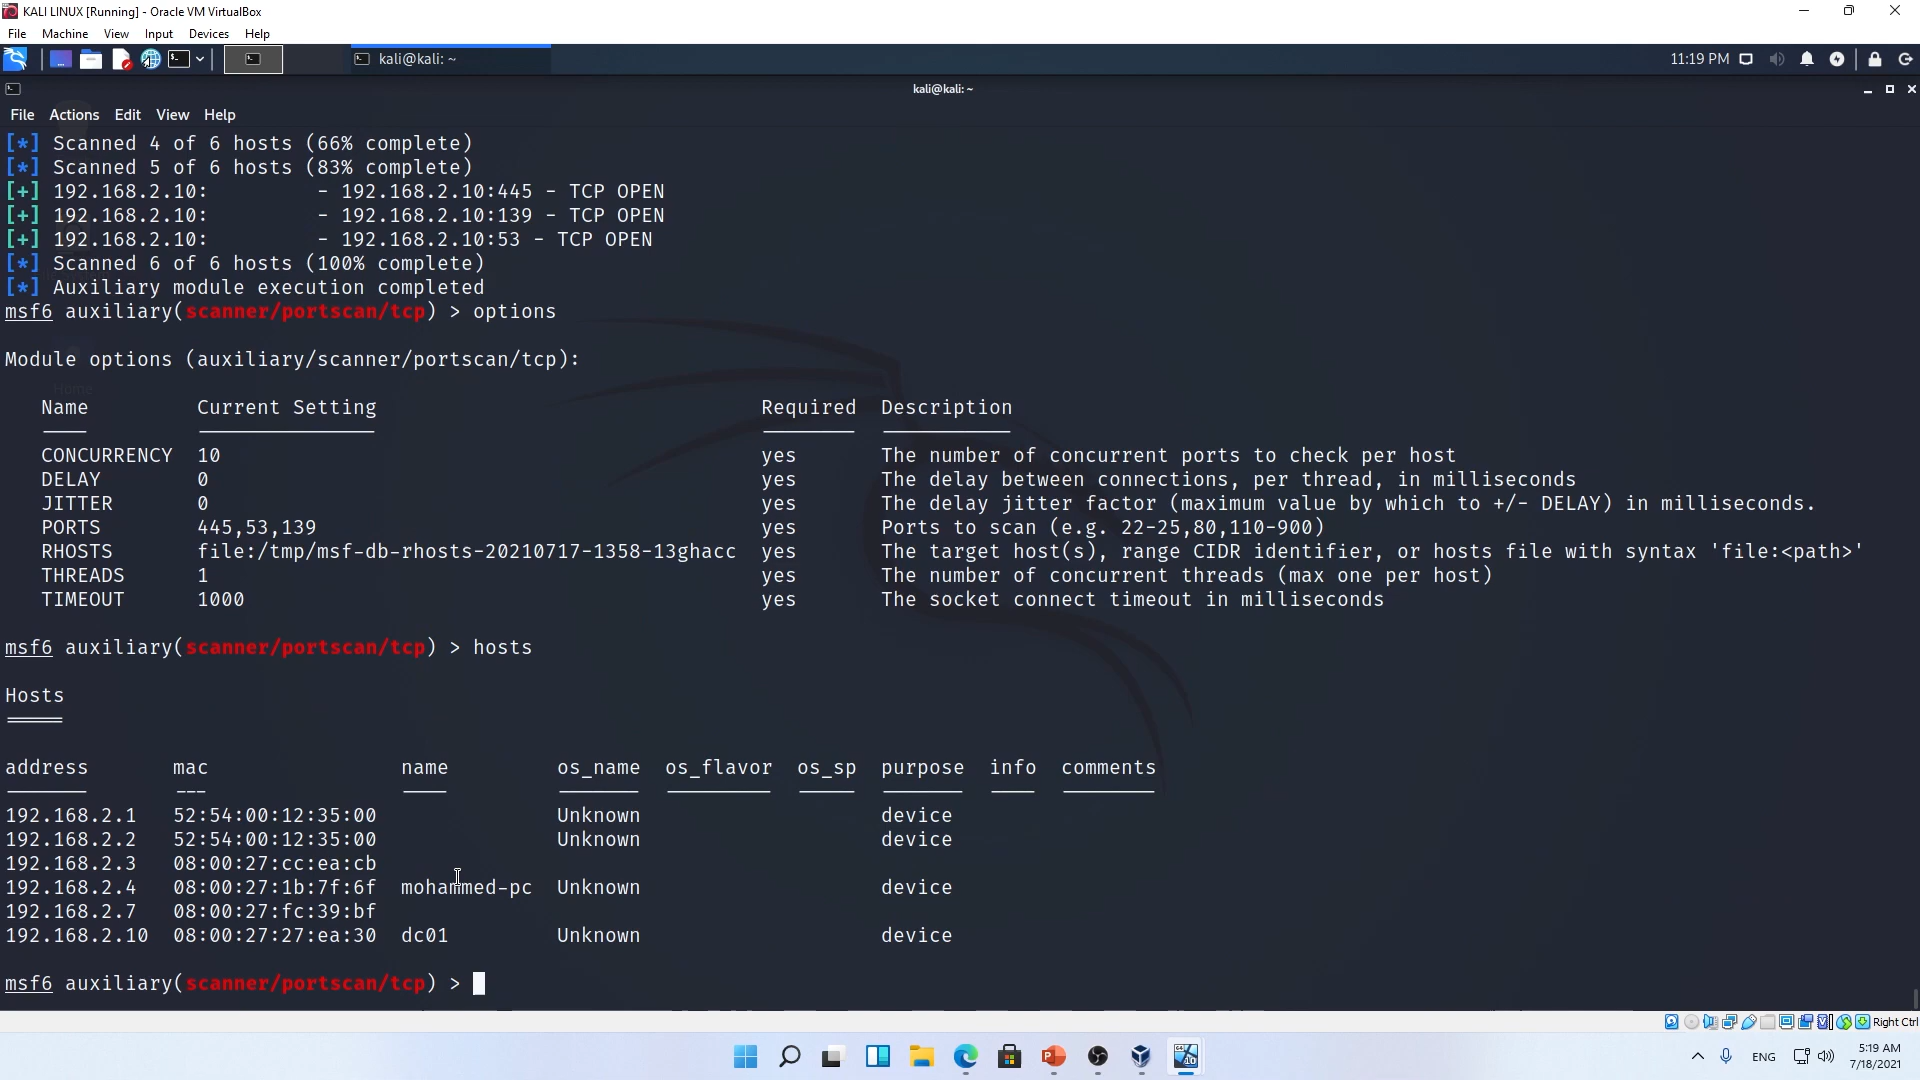 KALI LINUX [Running] - Oracle VM VirtualBox
File Machine View Input Devices Help
kali@kali: ~ 11:19 PM
kali@kali: ~
File Actions Edit View Help
[*] Scanned 4 of 6 hosts (66% complete)
[*] Scanned 5 of 6 hosts (83% complete)
[+] 192.168.2.10: - 192.168.2.10:445 - TCP OPEN
[+] 192.168.2.10: - 192.168.2.10:139 - TCP OPEN
[+] 192.168.2.10: - 192.168.2.10:53 - TCP OPEN
[*] Scanned 6 of 6 hosts (100% complete)
[*] Auxiliary module execution completed
msf6 auxiliary(scanner/portscan/tcp) > options
Module options (auxiliary/scanner/portscan/tcp):
Name Current Setting Required Description
CONCURRENCY 10 yes The number of concurrent ports to check per host
DELAY 0 yes The delay between connections, per thread, in milliseconds
JITTER 0 yes The delay jitter factor (maximum value by which to +/- DELAY) in milliseconds.
PORTS 445,53,139 yes Ports to scan (e.g. 22-25,80,110-900)
RHOSTS file:/tmp/msf-db-rhosts-20210717-1358-13ghacc yes The target host(s), range CIDR identifier, or hosts file with syntax 'file:<path>'
THREADS 1 yes The number of concurrent threads (max one per host)
TIMEOUT 1000 yes The socket connect timeout in milliseconds
msf6 auxiliary(scanner/portscan/tcp) > hosts
Hosts
=====
address mac name os_name os_flavor os_sp purpose info comments
192.168.2.1 52:54:00:12:35:00 Unknown device
192.168.2.2 52:54:00:12:35:00 Unknown device
192.168.2.3 08:00:27:cc:ea:cb
192.168.2.4 08:00:27:1b:7f:6f mohammed-pc Unknown device
192.168.2.7 08:00:27:fc:39:bf
192.168.2.10 08:00:27:27:ea:30 dc01 Unknown device
msf6 auxiliary(scanner/portscan/tcp) >
Right Ctrl
ENG 5:19 AM
7/18/2021